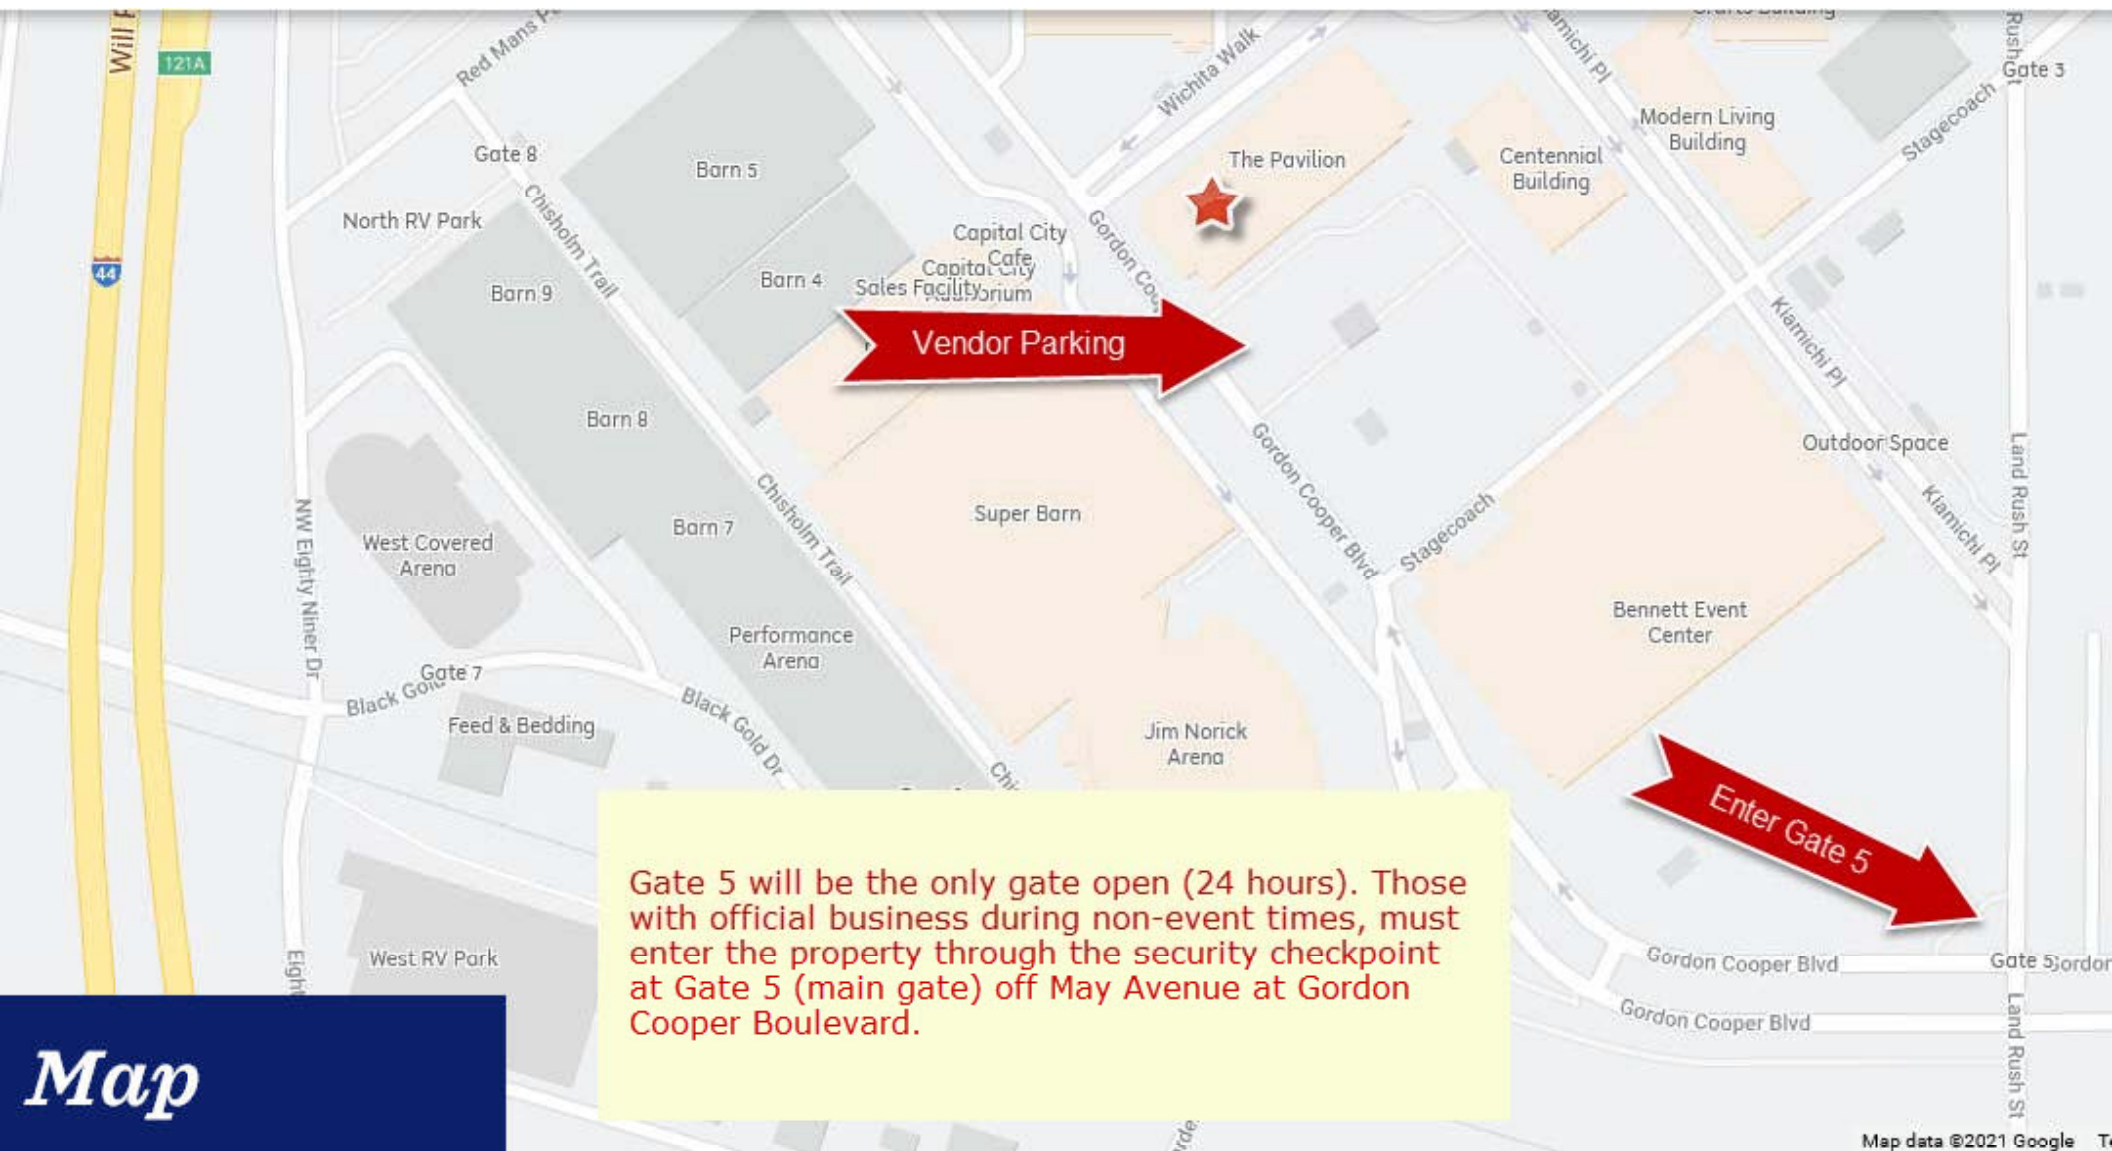 Will
121A
Red Mans
Wichita Walk
Rush St
Gate 3
Stagecoach
Modern Living
Building
Gate 8
Barn 5
The Pavilion
Centennial
Building
North RV Park
Chisholm Trail
Capital City
Cafe
Capital City
Sales Facility
Gordon
44
Barn 9
Barn 4
Vendor Parking
Kiamichi Pl
Barn 8
Gordon Cooper Blvd
Outdoor Space
Land Rush St
NW Eighty Niner Dr
West Covered
Arena
Barn 7
Chisholm Trail
Super Barn
Stagecoach
Kiamichi Pl
Performance
Arena
Bennett Event
Center
Gate 7
Black Gold
Feed & Bedding
Black Gold Dr
Jim Norick
Arena
Enter Gate 5
Gate 5 will be the only gate open (24 hours). Those
with official business during non-event times, must
enter the property through the security checkpoint
at Gate 5 (main gate) off May Avenue at Gordon
Cooper Boulevard.
West RV Park
Gordon Cooper Blvd
Gate 5
Gordon Cooper Blvd
Land Rush St
Map
Map data ©2021 Google